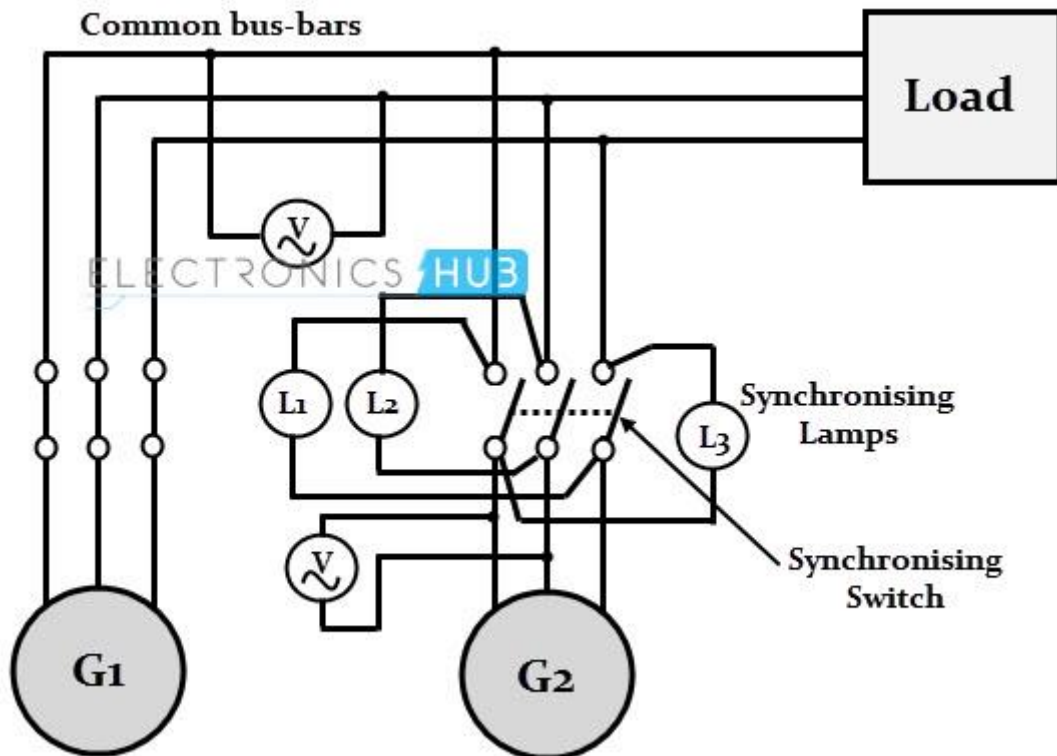 Common bus-bars
Load
V
ELECTRONICS HUB
L1
L2
L3
Synchronising
Lamps
V
Synchronising
Switch
G1
G2